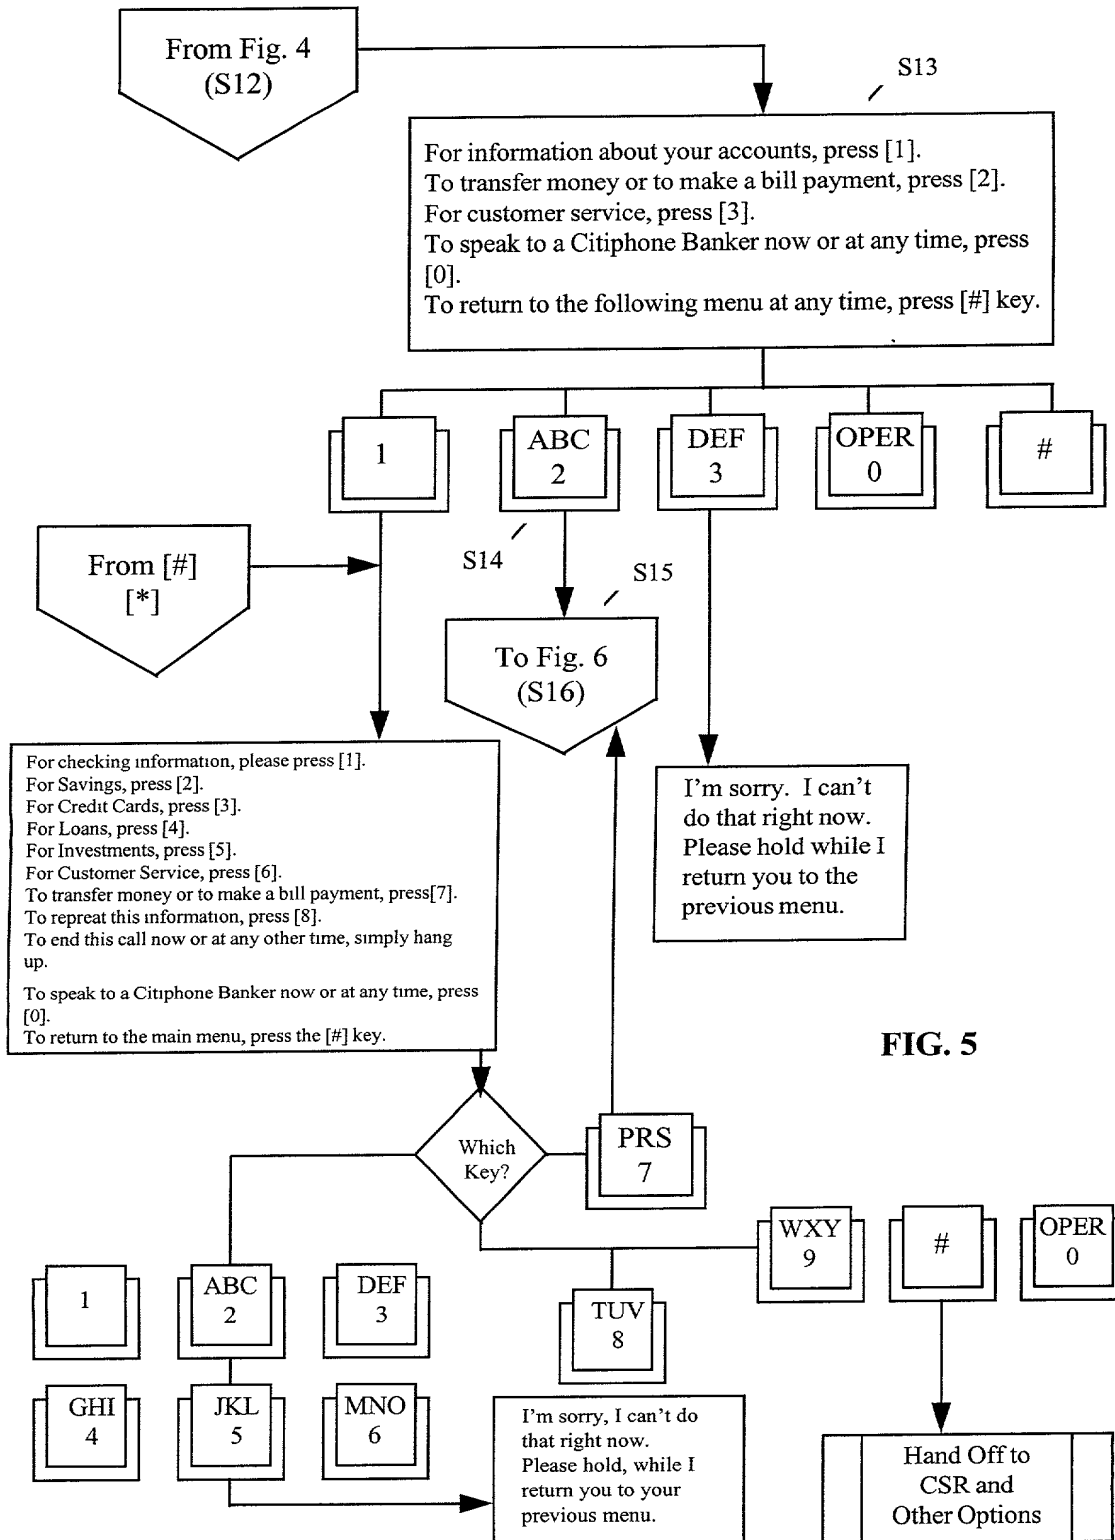 From Fig. 4
(S12)
S13
For information about your accounts, press [1].
To transfer money or to make a bill payment, press [2].
For customer service, press [3].
To speak to a Citiphone Banker now or at any time, press
[0].
To return to the following menu at any time, press [#] key.
1
ABC
2
DEF
3
OPER
0
#
From [#]
[*]
S14
S15
To Fig. 6
(S16)
For checking information, please press [1].
For Savings, press [2].
For Credit Cards, press [3].
For Loans, press [4].
For Investments, press [5].
For Customer Service, press [6].
To transfer money or to make a bill payment, press[7].
To repreat this information, press [8].
To end this call now or at any other time, simply hang
up.
To speak to a Citiphone Banker now or at any time, press
[0].
To return to the main menu, press the [#] key.
I'm sorry.  I can't
do that right now.
Please hold while I
return you to the
previous menu.
FIG. 5
Which
Key?
PRS
7
WXY
9
#
OPER
0
1
ABC
2
DEF
3
TUV
8
GHI
4
JKL
5
MNO
6
I'm sorry, I can't do
that right now.
Please hold, while I
return you to your
previous menu.
Hand Off to
CSR and
Other Options